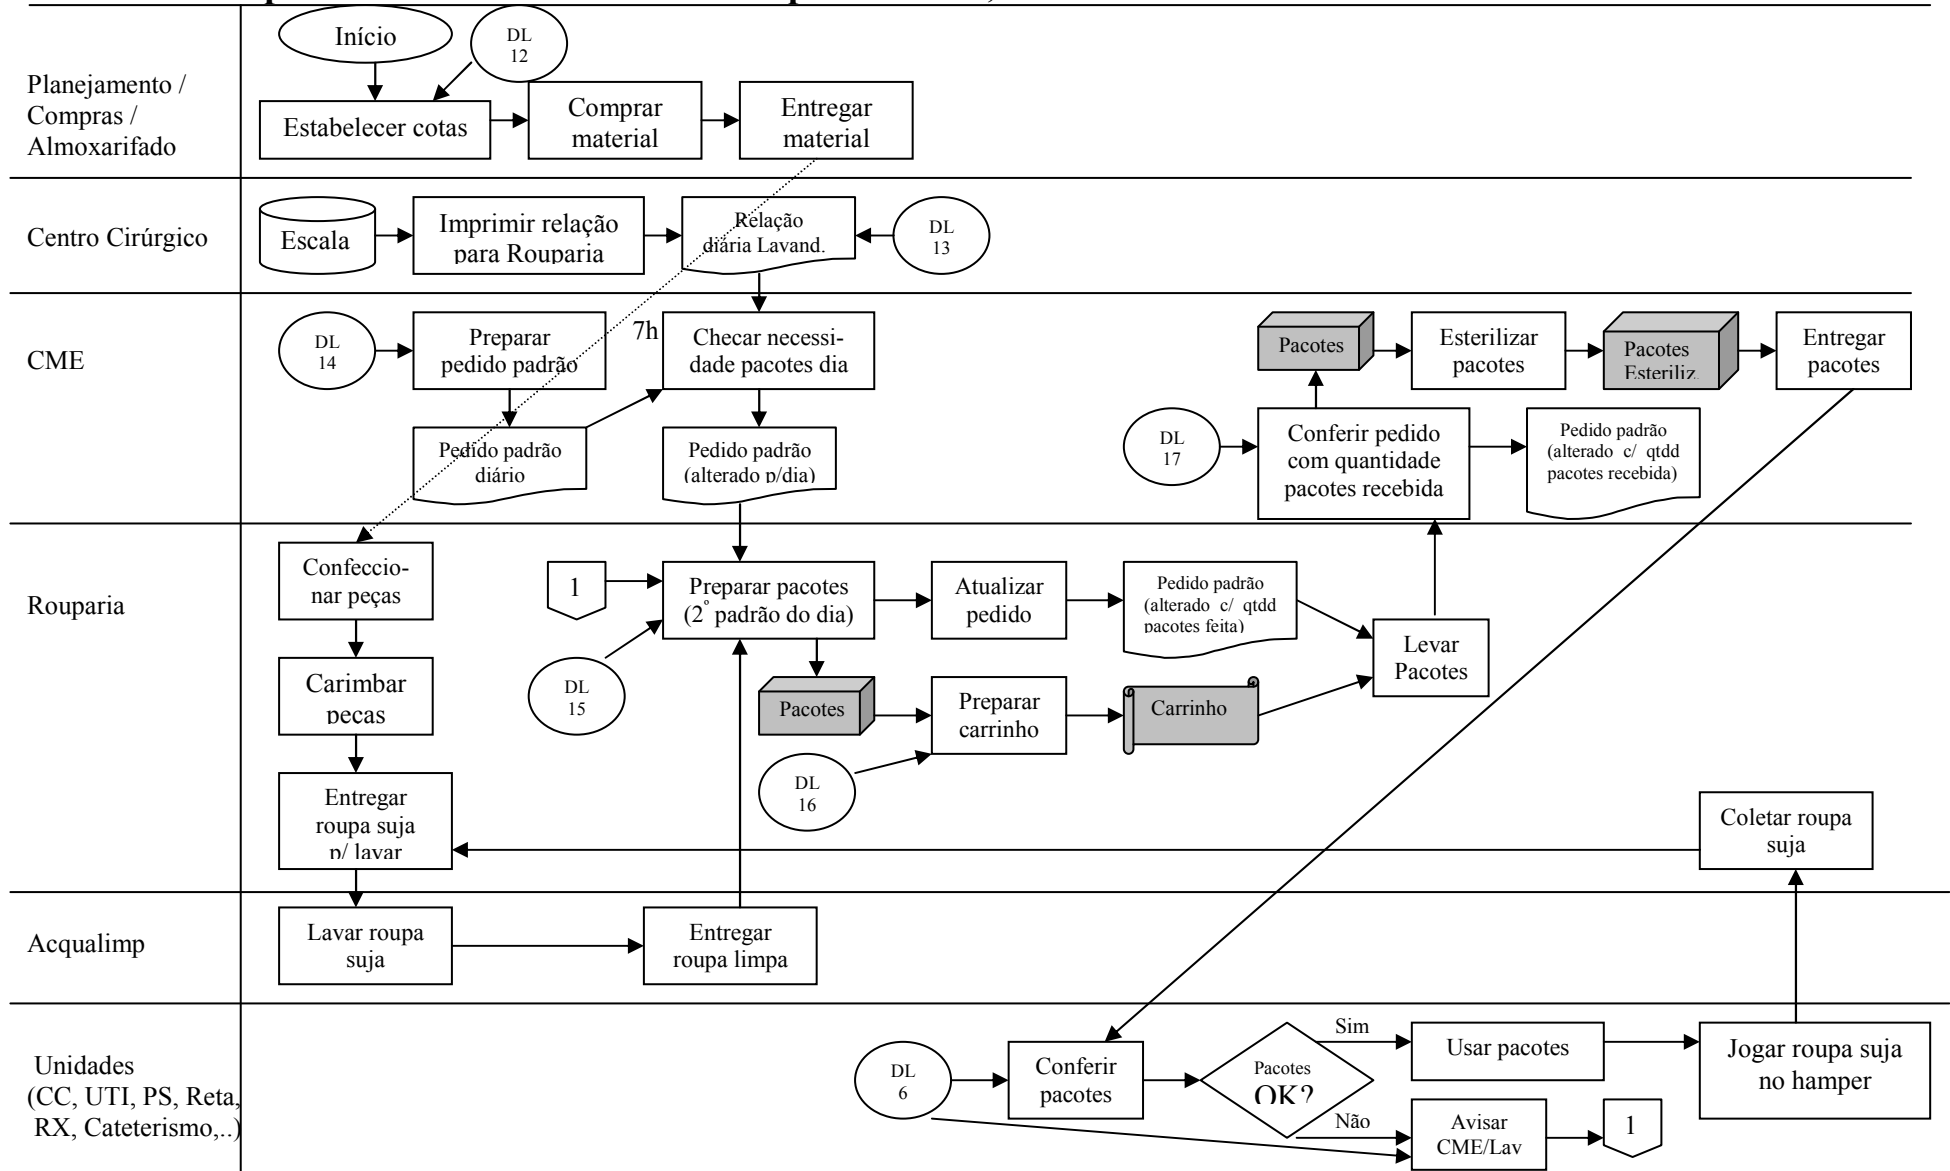 Início
DL
12
Planejamento /
Compras /
Almoxarifado
Estabelecer cotas
Comprar
material
Entregar
material
Centro Cirúrgico
Escala
Imprimir relação
para Rouparia
Relação
diária Lavand.
DL
13
CME
DL
14
Preparar
pedido padrão
7h
Checar necessi-
dade pacotes dia
Pacotes
Esterilizar
pacotes
Pacotes
Esteriliz.
Entregar
pacotes
Pedido padrão
diário
Pedido padrão
(alterado p/dia)
DL
17
Conferir pedido
com quantidade
pacotes recebida
Pedido padrão
(alterado c/ qtdd
pacotes recebida)
Rouparia
Confeccio-
nar peças
1
Preparar pacotes
(2º padrão do dia)
Atualizar
pedido
Pedido padrão
(alterado c/ qtdd
pacotes feita)
Levar
Pacotes
Carimbar
peças
DL
15
Pacotes
Preparar
carrinho
Carrinho
DL
16
Entregar
roupa suja
p/ lavar
Coletar roupa
suja
Acqualimp
Lavar roupa
suja
Entregar
roupa limpa
Unidades
(CC, UTI, PS, Reta,
RX, Cateterismo,..)
DL
6
Conferir
pacotes
Pacotes
OK?
Sim
Usar pacotes
Jogar roupa suja
no hamper
Não
Avisar
CME/Lav
1